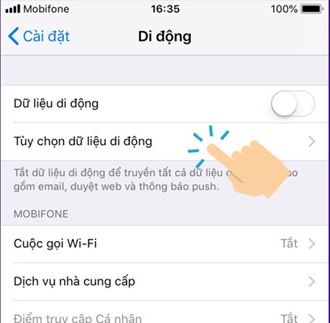 Mobifone 16:35 100%
Cài đặt Di động
Dữ liệu di động
Tùy chọn dữ liệu di động
Tắt dữ liệu di động để truyền tất cả dữ liệu
gồm email, duyệt web và thông báo push.
MOBIFONE
Cuộc gọi Wi-Fi Tắt
Dịch vụ nhà cung cấp
Điểm truy cập Cá nhân Tắt